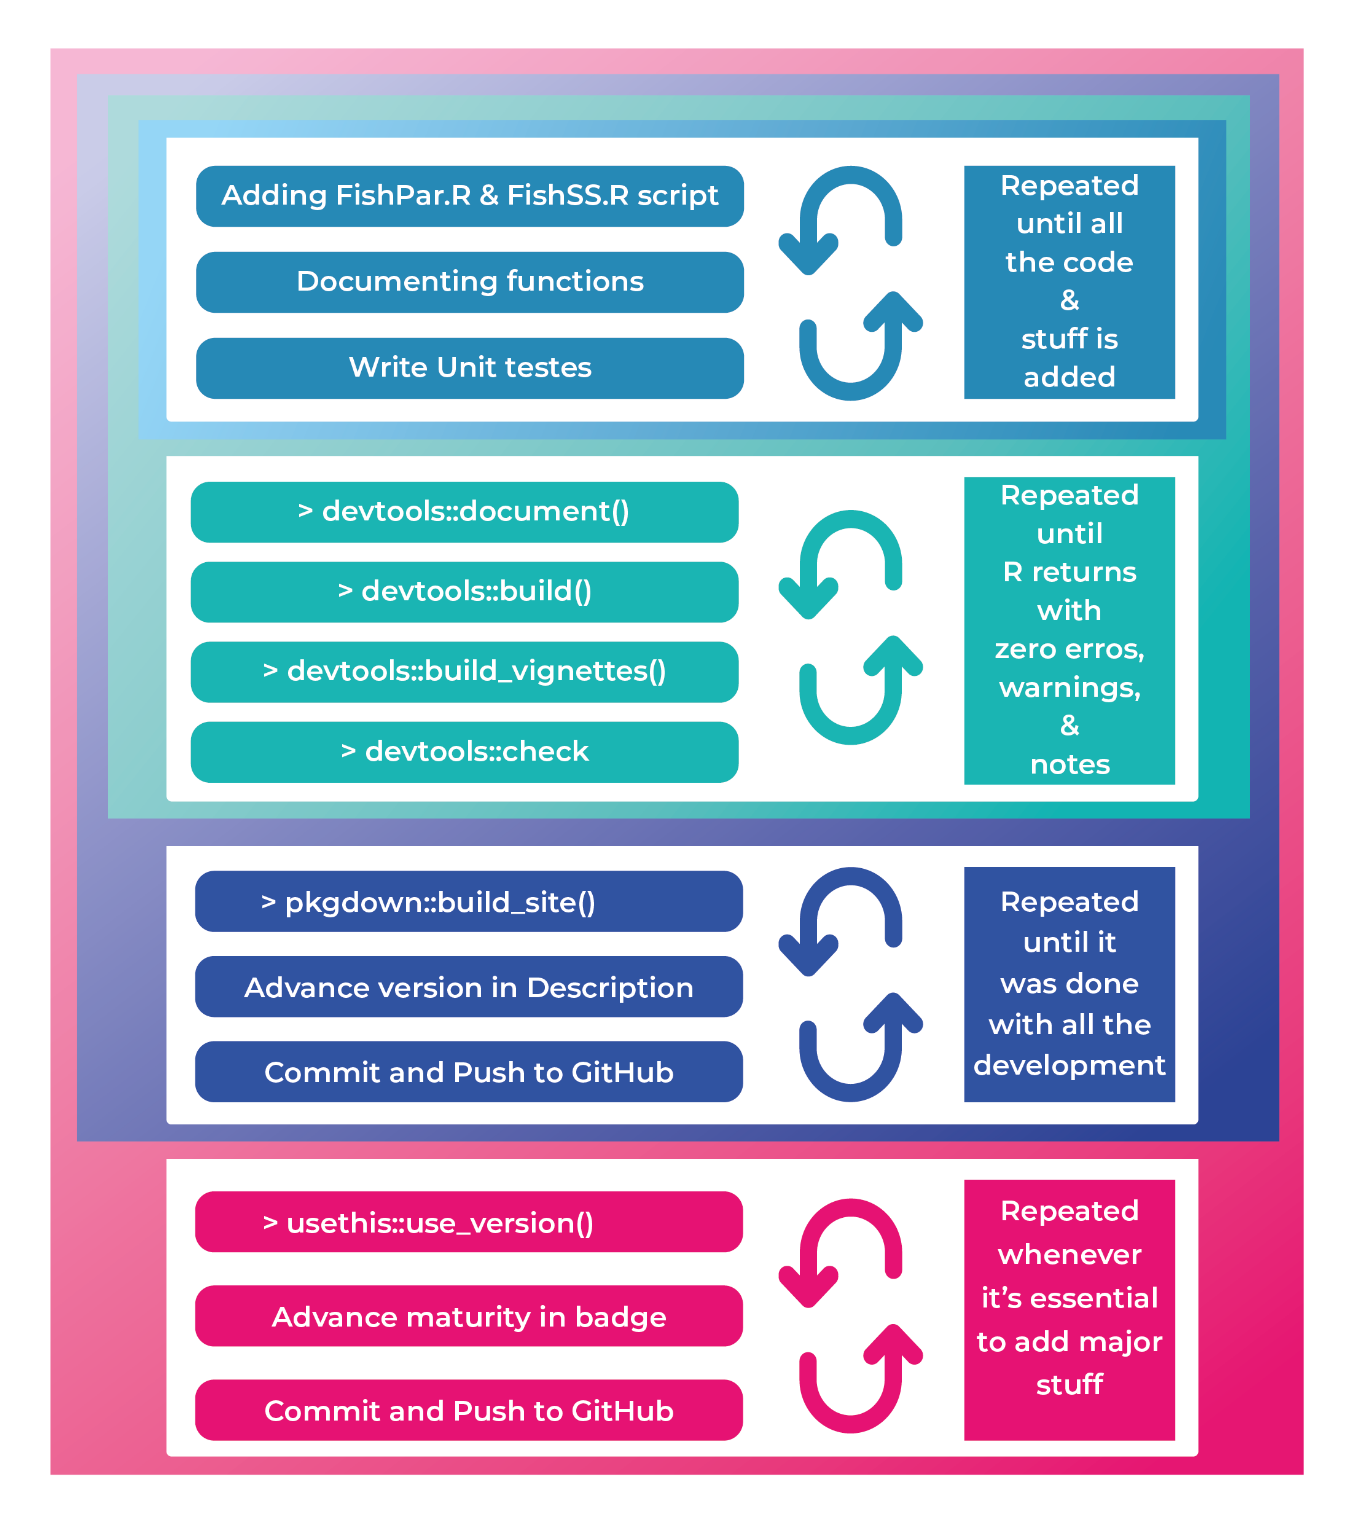 Adding FishPar.R & FishSS.R script
Documenting functions
Write Unit testes
Repeated
until all
the code
&
stuff is
added
> devtools::document()
> devtools::build()
> devtools::build_vignettes()
> devtools::check
Repeated
until
R returns
with
zero erros,
warnings,
&
notes
> pkgdown::build_site()
Advance version in Description
Commit and Push to GitHub
Repeated
until it
was done
with all the
development
> usethis::use_version()
Advance maturity in badge
Commit and Push to GitHub
Repeated
whenever
it’s essential
to add major
stuff